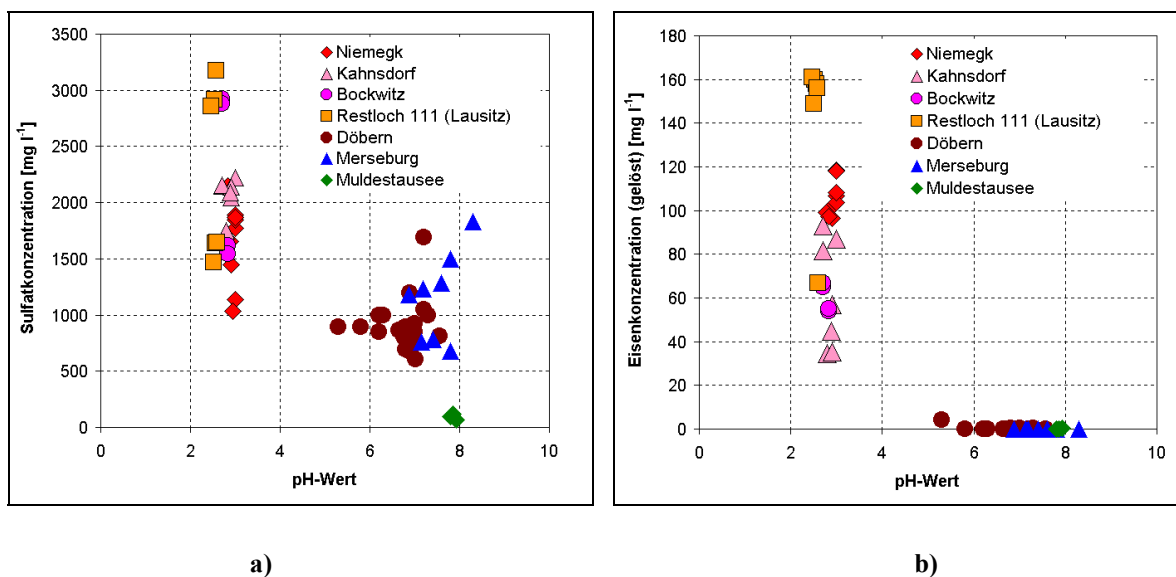 3500
3000
2500
2000
1500
1000
500
0
Sulfatkonzentration [mg l⁻¹]
Niemegk
Kahnsdorf
Bockwitz
Restloch 111 (Lausitz)
Döbern
Merseburg
Muldestausee
0 2 4 6 8 10
pH-Wert
a)
180
160
140
120
100
80
60
40
20
0
Eisenkonzentration (gelöst) [mg l⁻¹]
Niemegk
Kahnsdorf
Bockwitz
Restloch 111 (Lausitz)
Döbern
Merseburg
Muldestausee
0 2 4 6 8 10
pH-Wert
b)